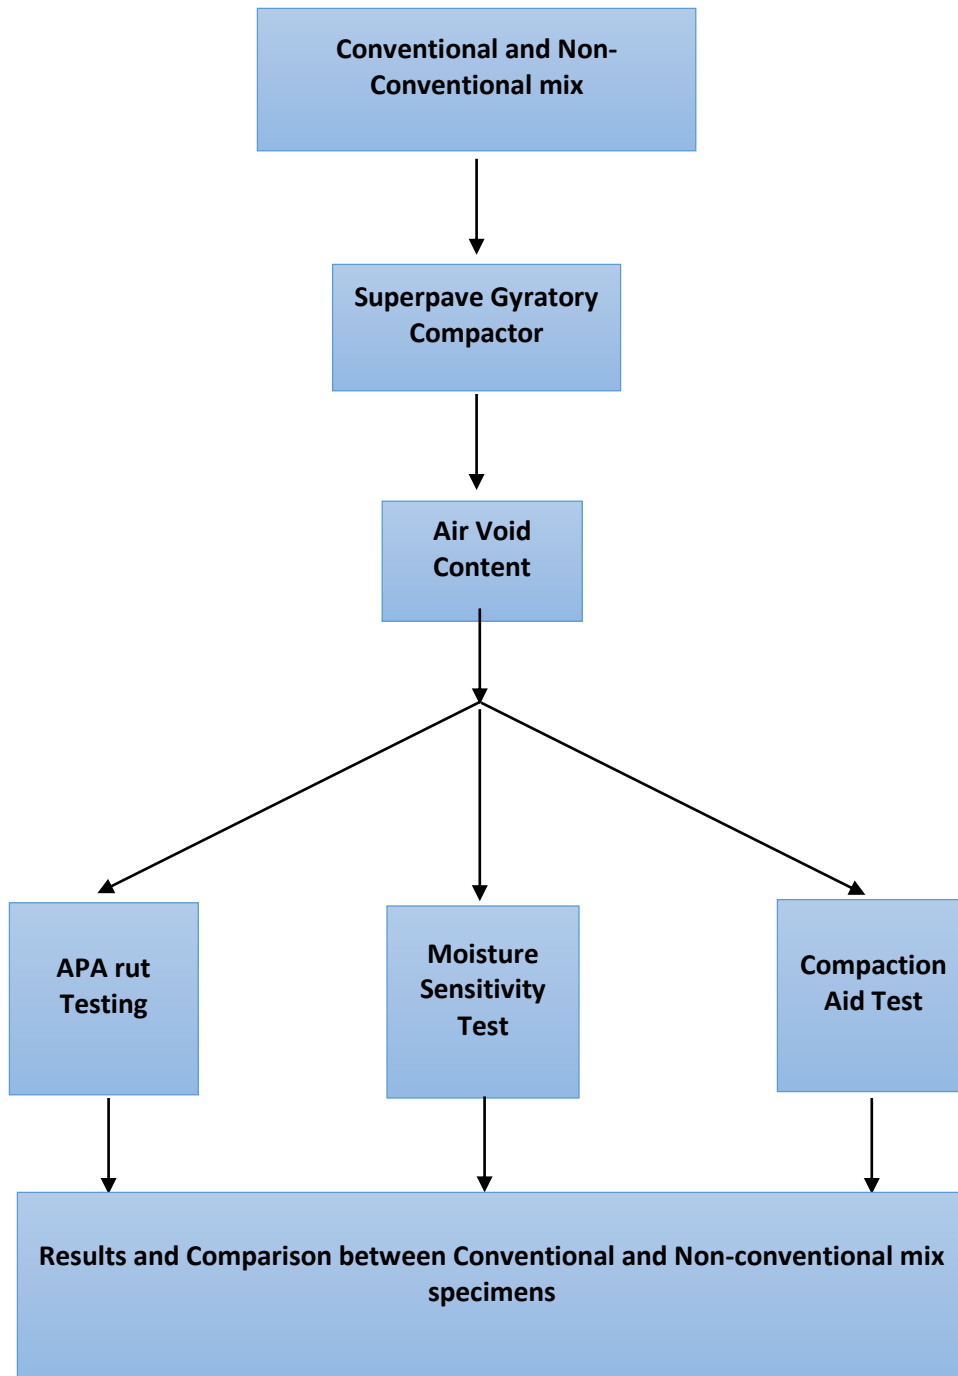 Conventional and Non-
Conventional mix
Superpave Gyratory
Compactor
Air Void
Content
APA rut
Testing
Moisture
Sensitivity
Test
Compaction
Aid Test
Results and Comparison between Conventional and Non-conventional mix
specimens